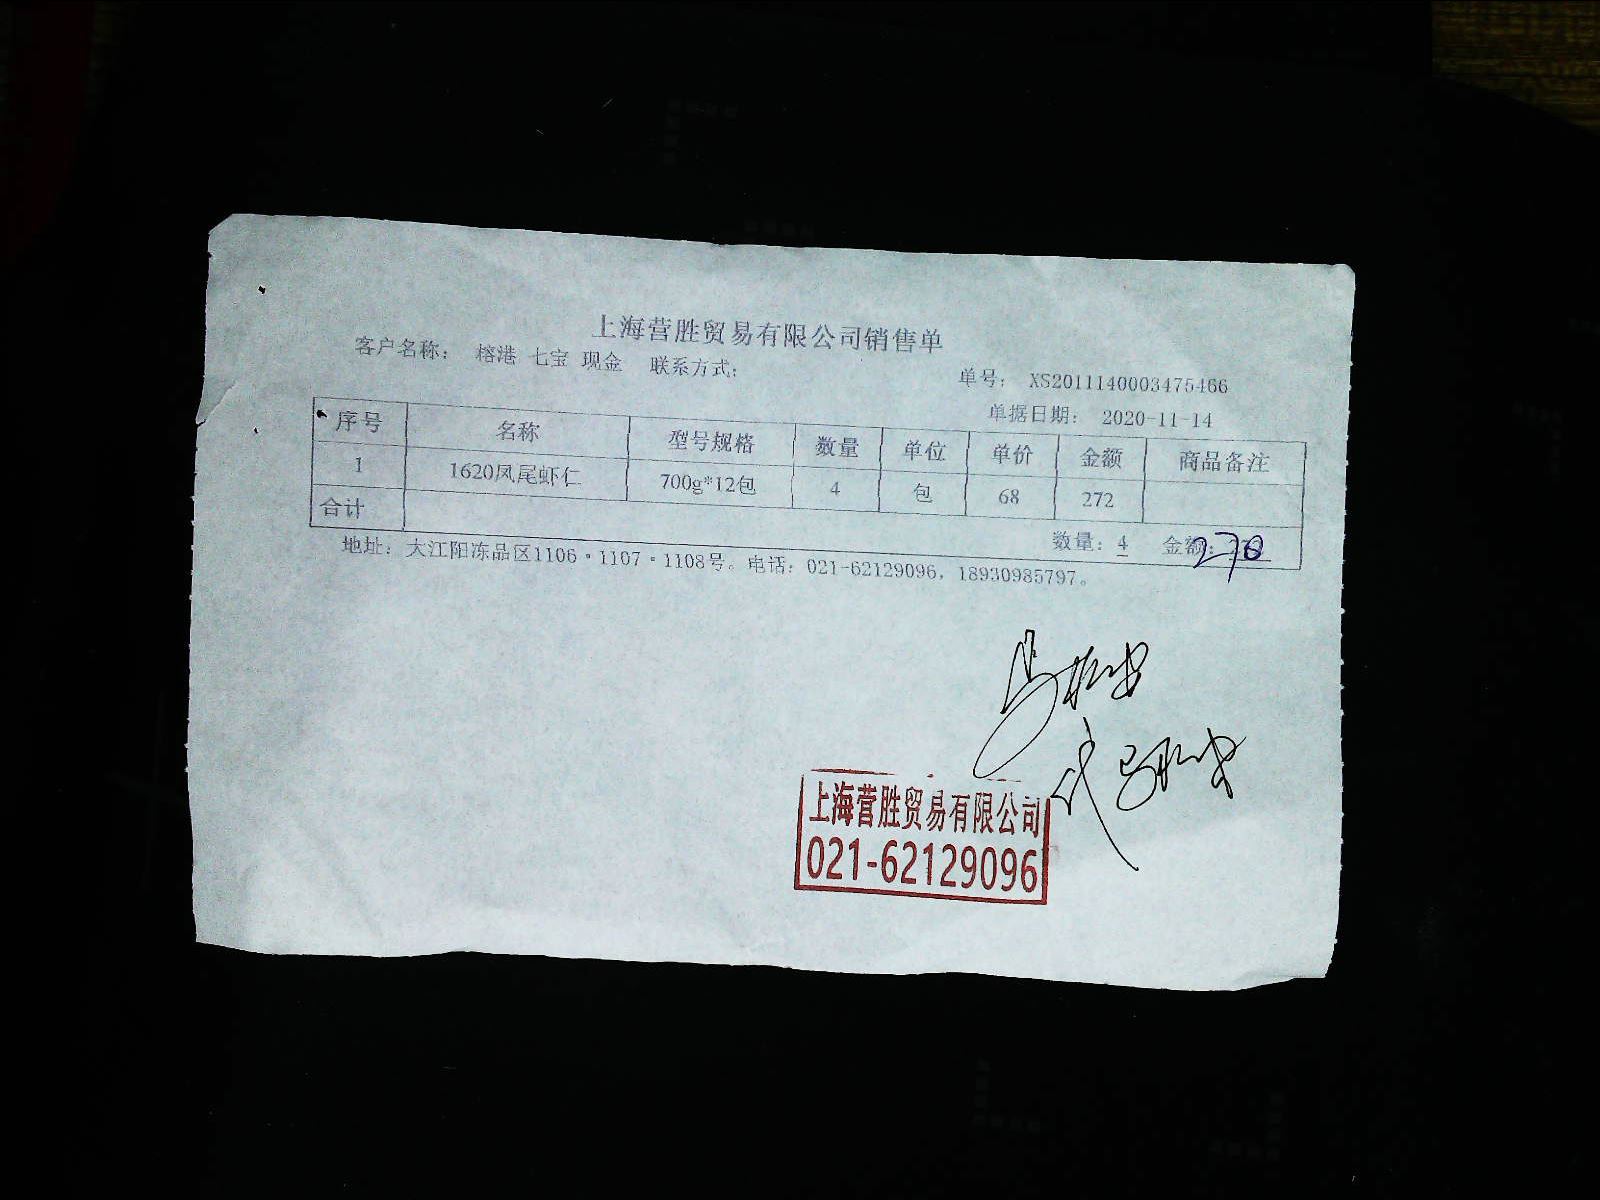 上海营胜贸易有限公司销售单
客户名称： 榕港 七宝 现金 联系方式：
单号： XS2011140003475466
单据日期： 2020-11-14
序号 名称 型号规格 数量 单位 单价 金额 商品备注
1 1620凤尾虾仁 700g*12包 4 包 68 272
合计 数量：4 金额：270
地址：大江阳冻品区1106·1107·1108号。电话：021-62129096，18930985797。
上海营胜贸易有限公司
021-62129096